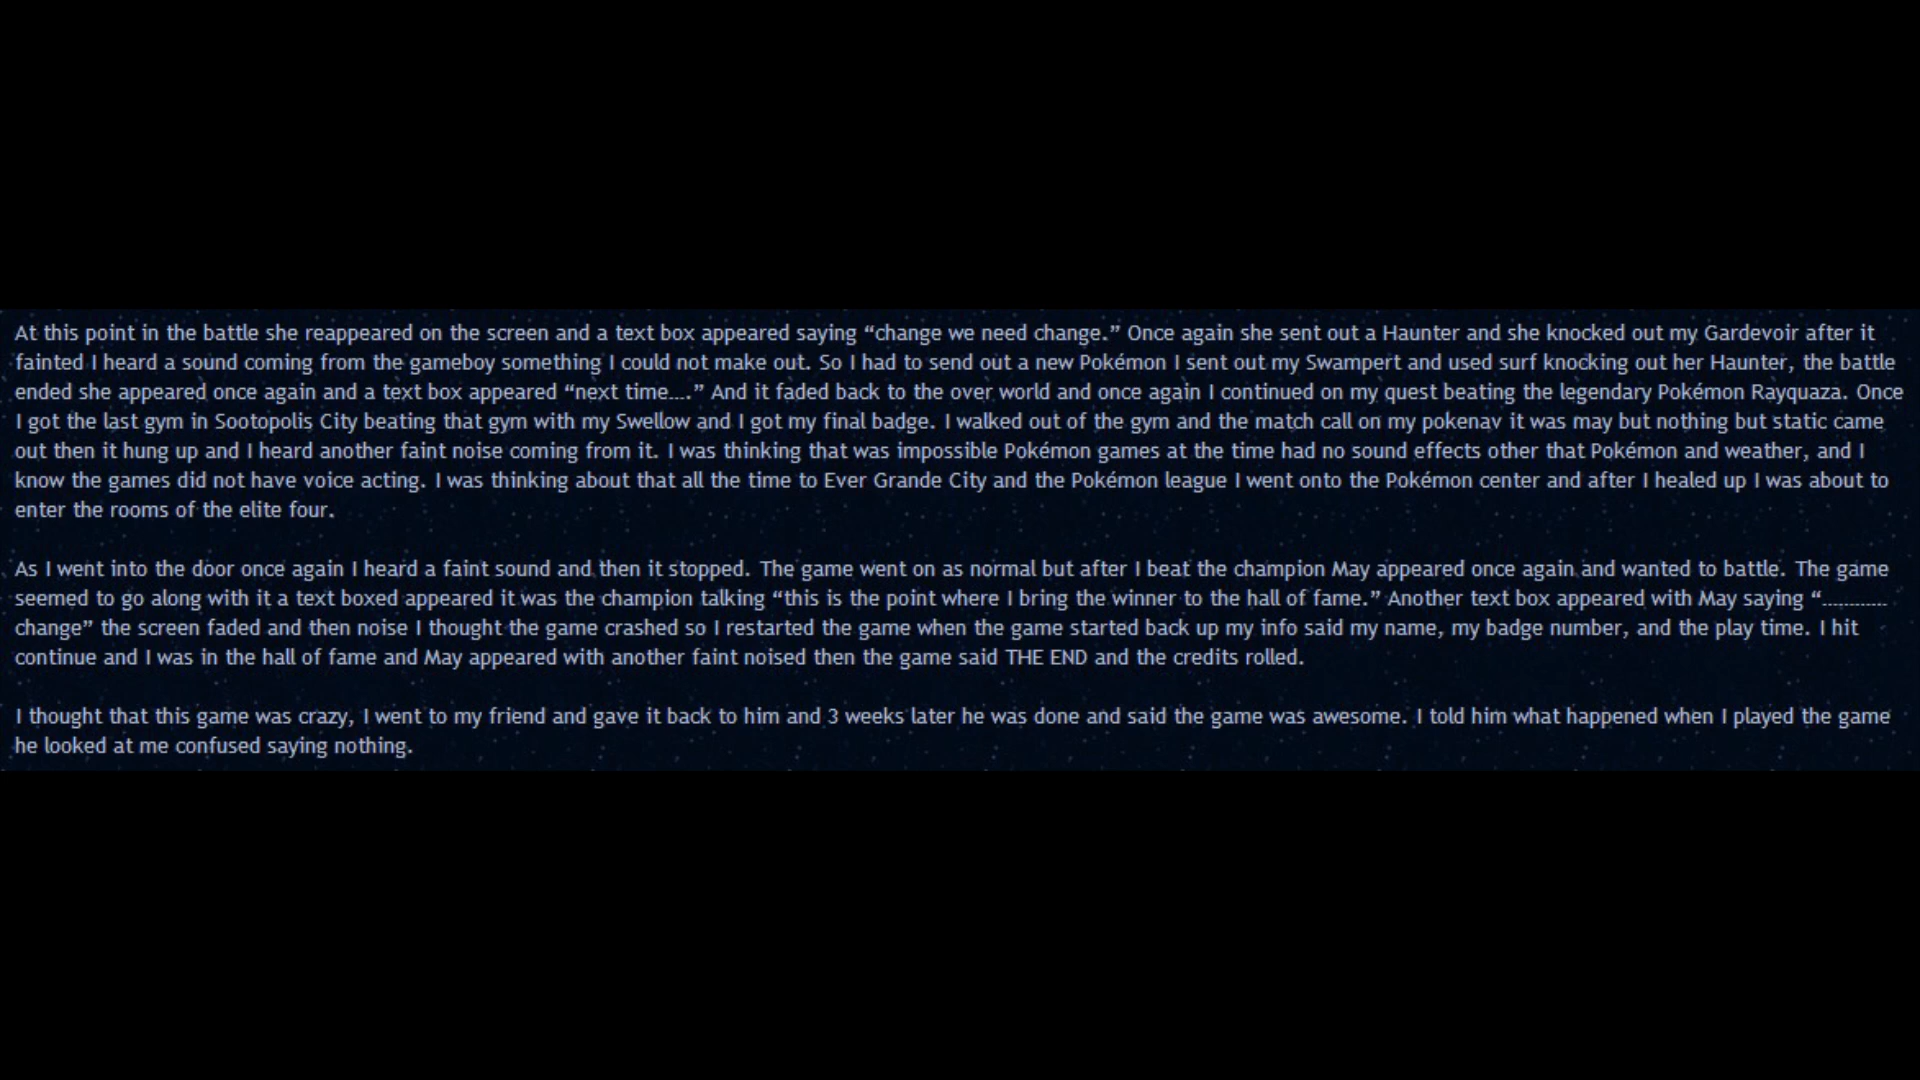 At this point in the battle she reappeared on the screen and a text box appeared saying “change we need change.” Once again she sent out a Haunter and she knocked out my Gardevoir after it
fainted I heard a sound coming from the gameboy something I could not make out. So I had to send out a new Pokémon I sent out my Swampert and used surf knocking out her Haunter, the battle
ended she appeared once again and a text box appeared “next time....” And it faded back to the over world and once again I continued on my quest beating the legendary Pokémon Rayquaza. Once
I got the last gym in Sootopolis City beating that gym with my Swellow and I got my final badge. I walked out of the gym and the match call on my pokenav it was may but nothing but static came
out then it hung up and I heard another faint noise coming from it. I was thinking that was impossible Pokémon games at the time had no sound effects other that Pokémon and weather, and I
know the games did not have voice acting. I was thinking about that all the time to Ever Grande City and the Pokémon league I went onto the Pokémon center and after I healed up I was about to
enter the rooms of the elite four.
As I went into the door once again I heard a faint sound and then it stopped. The game went on as normal but after I beat the champion May appeared once again and wanted to battle. The game
seemed to go along with it a text boxed appeared it was the champion talking “this is the point where I bring the winner to the hall of fame.” Another text box appeared with May saying “............
change” the screen faded and then noise I thought the game crashed so I restarted the game when the game started back up my info said my name, my badge number, and the play time. I hit
continue and I was in the hall of fame and May appeared with another faint noised then the game said THE END and the credits rolled.
I thought that this game was crazy, I went to my friend and gave it back to him and 3 weeks later he was done and said the game was awesome. I told him what happened when I played the game
he looked at me confused saying nothing.